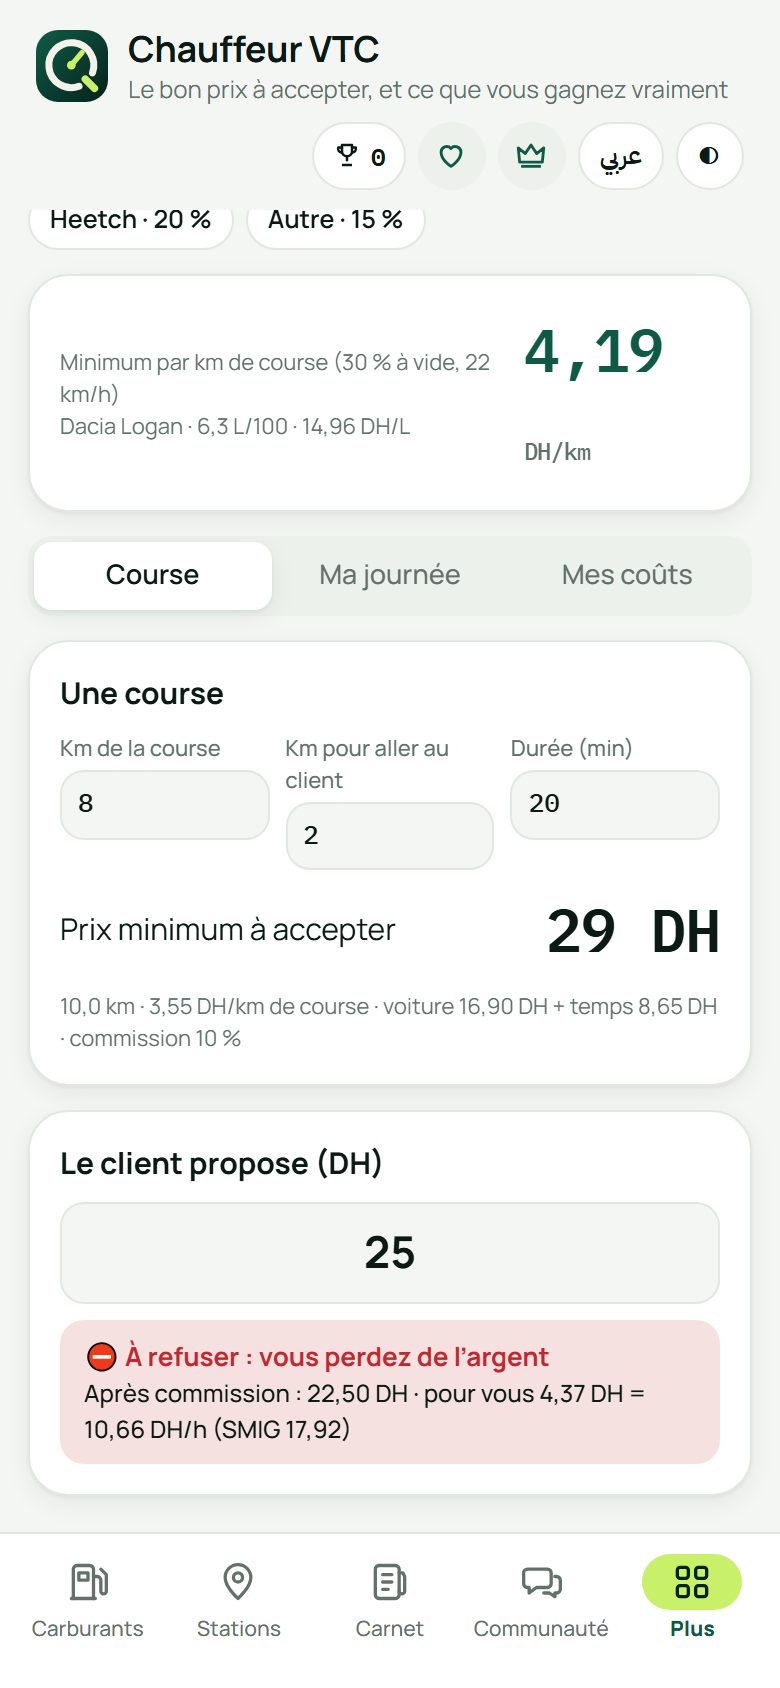 Chauffeur VTC
Le bon prix à accepter, et ce que vous gagnez vraiment
0
عربي
Heetch · 20 %
Autre · 15 %
Minimum par km de course (30 % à vide, 22
km/h)
Dacia Logan · 6,3 L/100 · 14,96 DH/L
4,19
DH/km
Course
Ma journée
Mes coûts
Une course
Km de la course
Km pour aller au
client
Durée (min)
8
2
20
Prix minimum à accepter
29 DH
10,0 km · 3,55 DH/km de course · voiture 16,90 DH + temps 8,65 DH
· commission 10 %
Le client propose (DH)
25
⛔ À refuser : vous perdez de l’argent
Après commission : 22,50 DH · pour vous 4,37 DH =
10,66 DH/h (SMIG 17,92)
Carburants
Stations
Carnet
Communauté
Plus